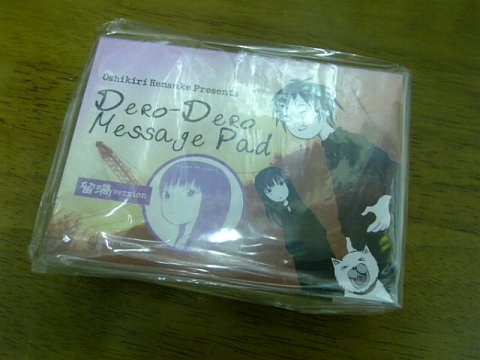 Oshikiri Rensuke Presents
Dero-Dero
Message Pad
留渦version